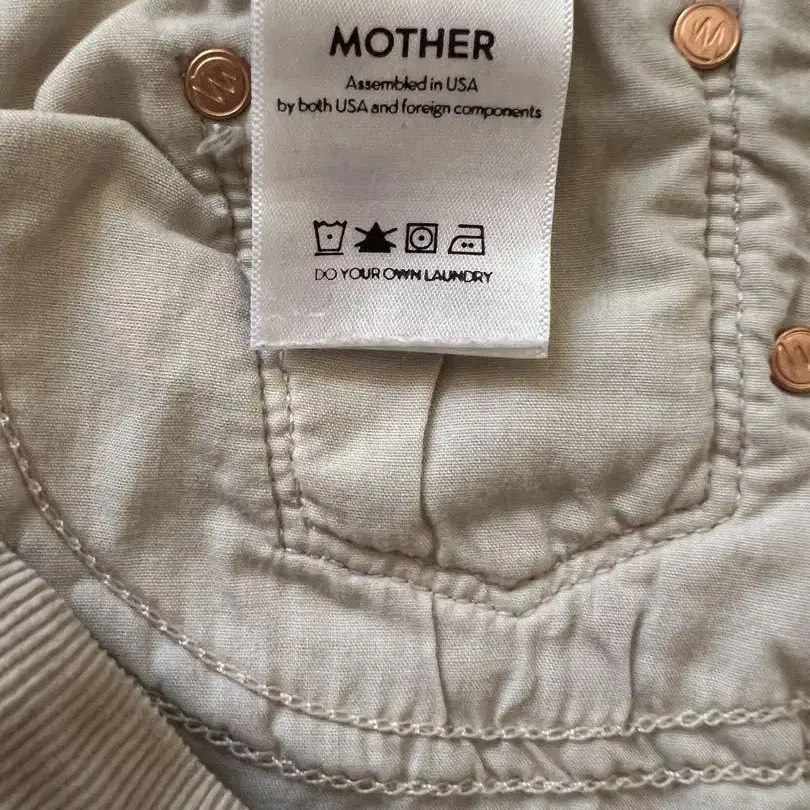 MOTHER
Assembled in USA
by both USA and foreign components
DO YOUR OWN LAUNDRY